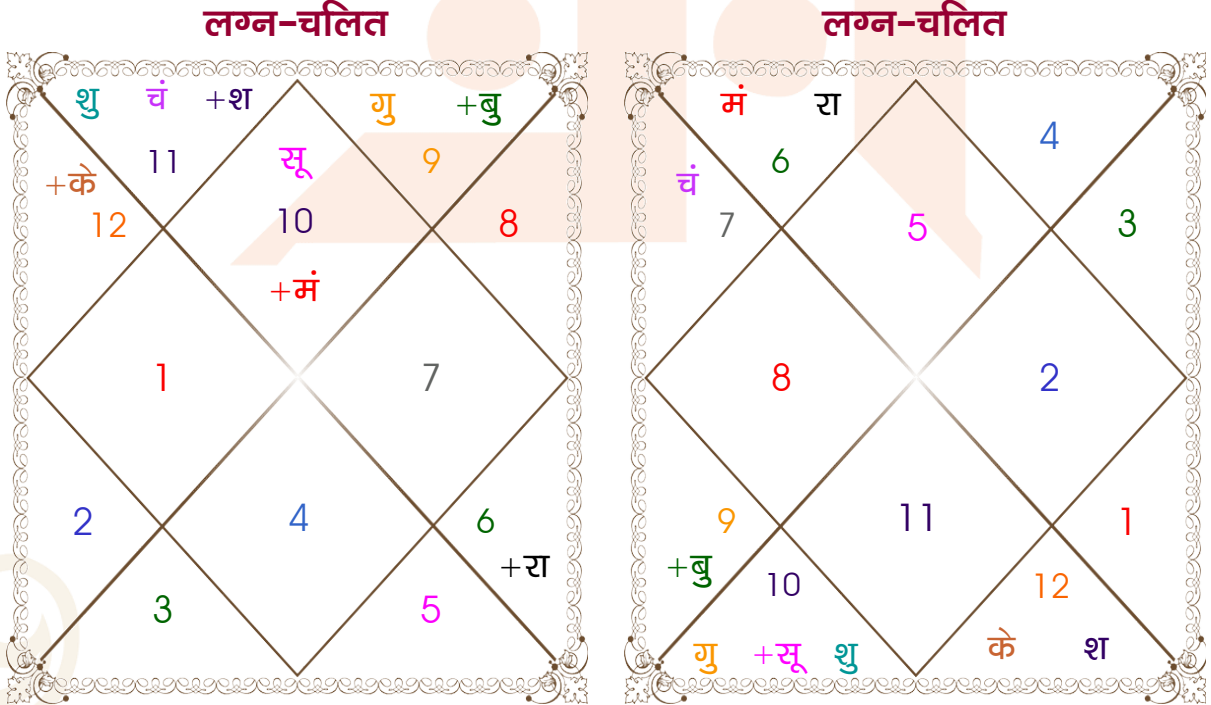 लग्न-चलित लग्न-चलित
शु चं +श गु +बु
11 सू 9
+के
12 10 8
+मं
1 7
2 4 6
+रा
3 5
मं रा 4
6
चं
7 5 3
8 2
9 11 1
+बु 10 12
गु +सू शु के श